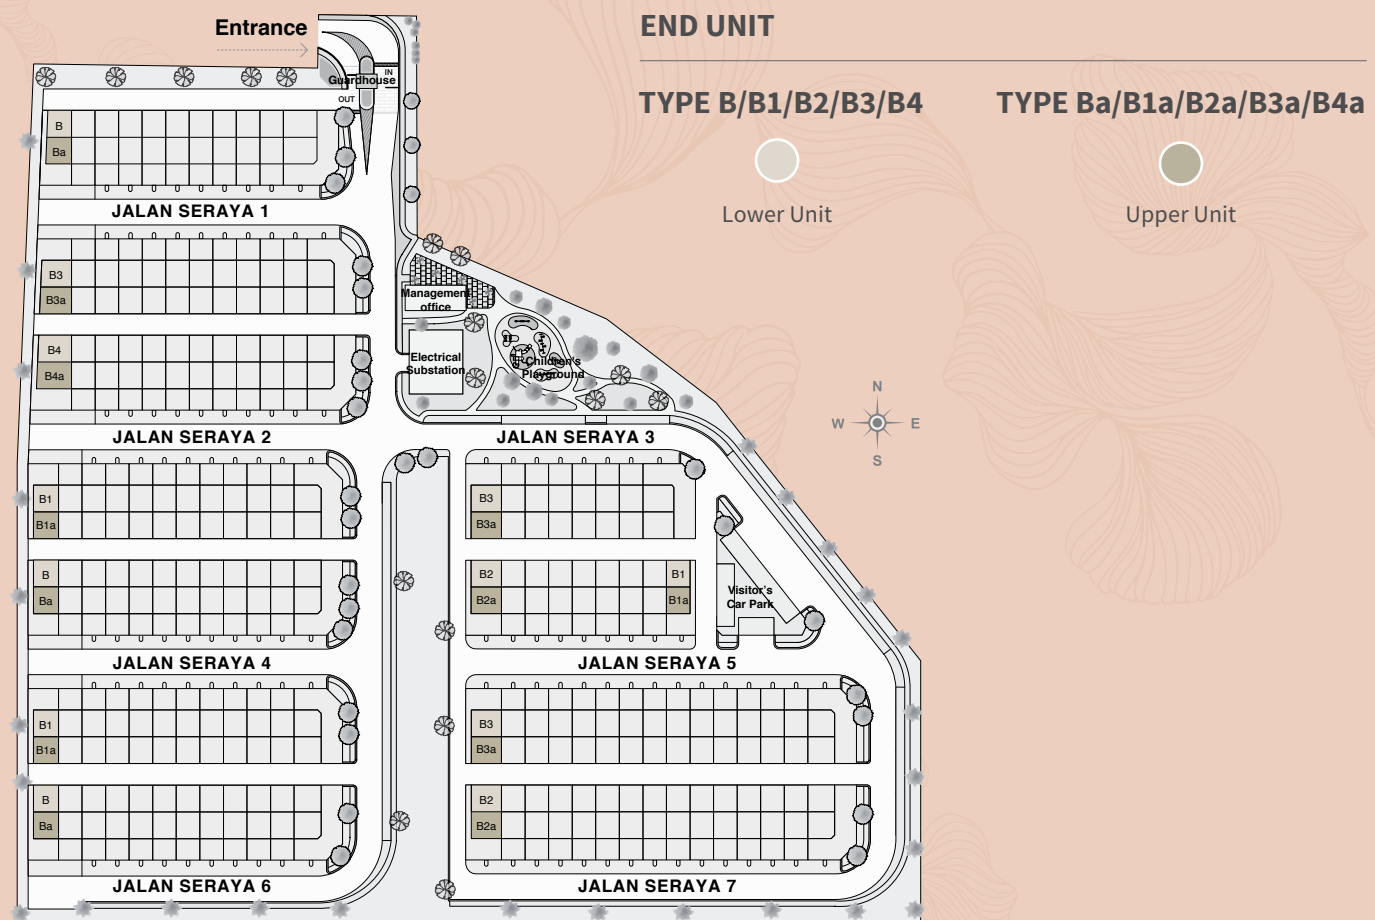 Entrance
END UNIT
TYPE B/B1/B2/B3/B4
TYPE Ba/B1a/B2a/B3a/B4a
Lower Unit
Upper Unit
IN
Guardhouse
OUT
B
Ba
JALAN SERAYA 1
B3
B3a
Management
office
B4
B4a
Electrical
Substation
Children's
Playground
N
W
E
S
JALAN SERAYA 2
JALAN SERAYA 3
B1
B1a
B3
B3a
B
Ba
B2
B2a
B1
B1a
Visitor's
Car Park
JALAN SERAYA 4
JALAN SERAYA 5
B1
B1a
B3
B3a
B
Ba
B2
B2a
JALAN SERAYA 6
JALAN SERAYA 7